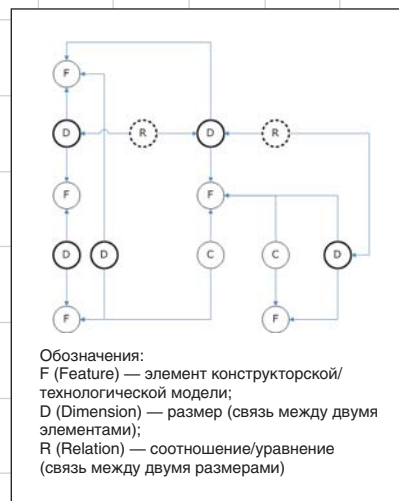 F
D R D R
F F
D D C C D
F F
Обозначения:
F (Feature) — элемент конструкторской/
технологической модели;
D (Dimension) — размер (связь между двумя
элементами);
R (Relation) — соотношение/уравнение
(связь между двумя размерами)